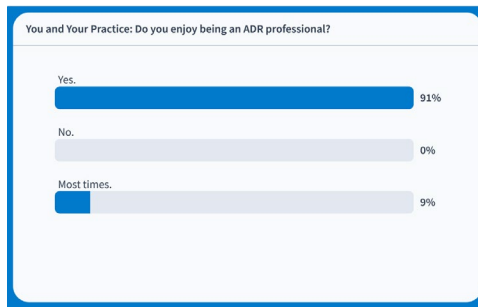 You and Your Practice: Do you enjoy being an ADR professional?
Yes.
91%
No.
0%
Most times.
9%